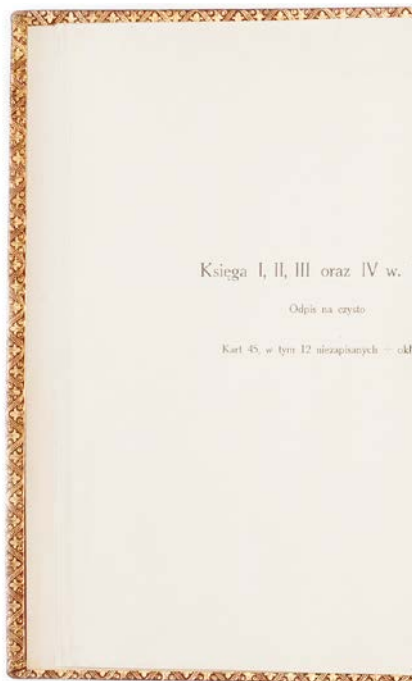 Księga I, II, III oraz IV w.
Odpis na czysto
Kart 45, w tym 12 niezapisanych —